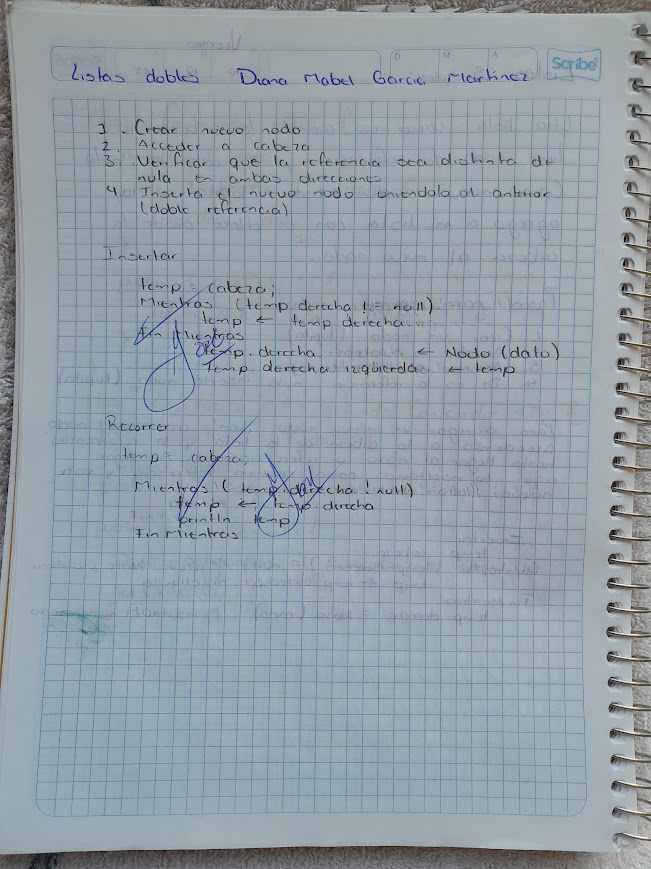 Scribe
D M A
Listas dobles Diana Mabel Garcia Martinez
1. Crear nuevo nodo
2. Acceder a cabeza
3. Verificar que la referencia sea distinta de
nula en ambas direcciones
4. Inserta el nuevo nodo uniendolo al anterior
(doble referencia)
Insertar
temp = cabeza;
Mientras (temp derecha != null)
temp ← temp derecha
Fin Mientras
temp. derecha ← Nodo (dato)
Temp derecha izquierda ← temp
Recorrer
temp = cabeza;
Mientras ( temp. derecha ! null)
temp ← temp. derecha
println temp
Fin Mientras